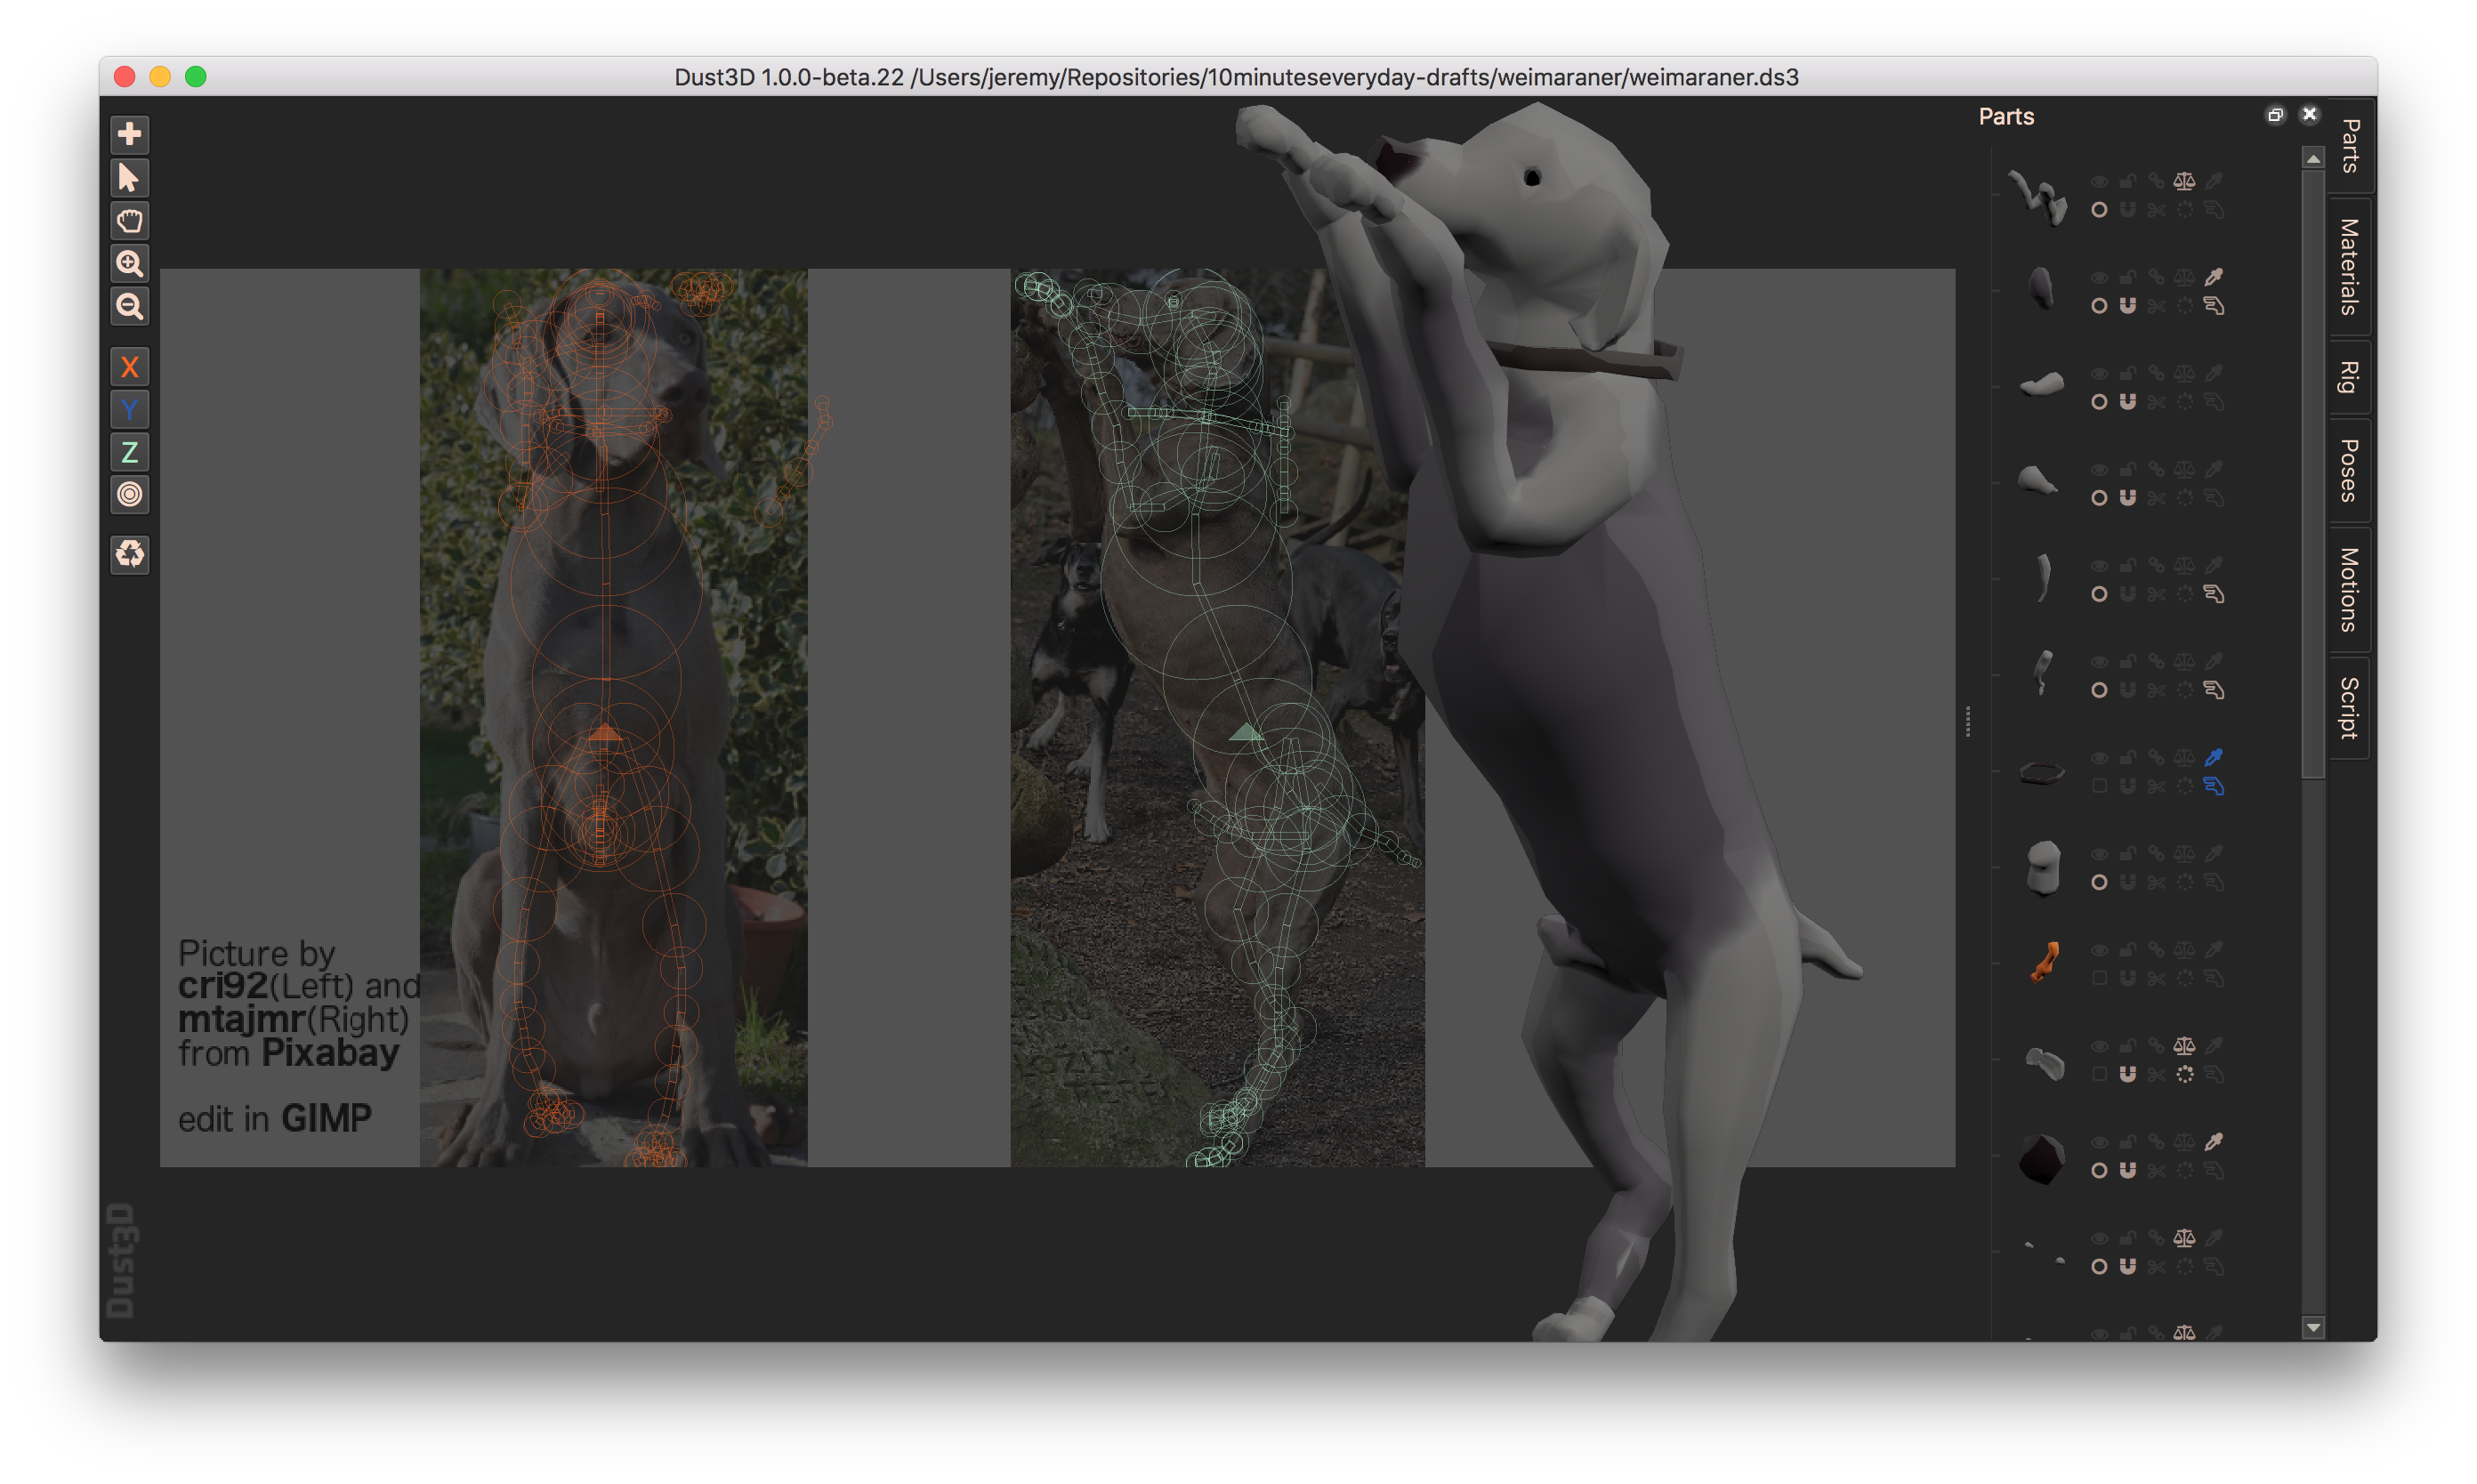 Dust3D 1.0.0-beta.22 /Users/jeremy/Repositories/10minuteseveryday-drafts/weimaraner/weimaraner.ds3
Parts
Parts
Materials
Rig
Poses
Motions
Script
X
Y
Z
Picture by
cri92(Left) and
mtajmr(Right)
from Pixabay
edit in GIMP
Dust3D